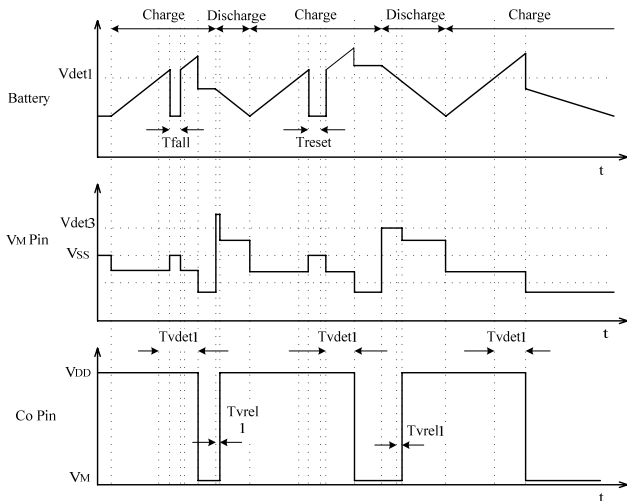 Charge Discharge Charge Discharge Charge
Vdet1
Battery
Tfall
Treset
t
Vdet3
VM Pin
VSS
t
Tvdet1 Tvdet1 Tvdet1
VDD
Tvrel
1
Tvrel1
Co Pin
VM
t